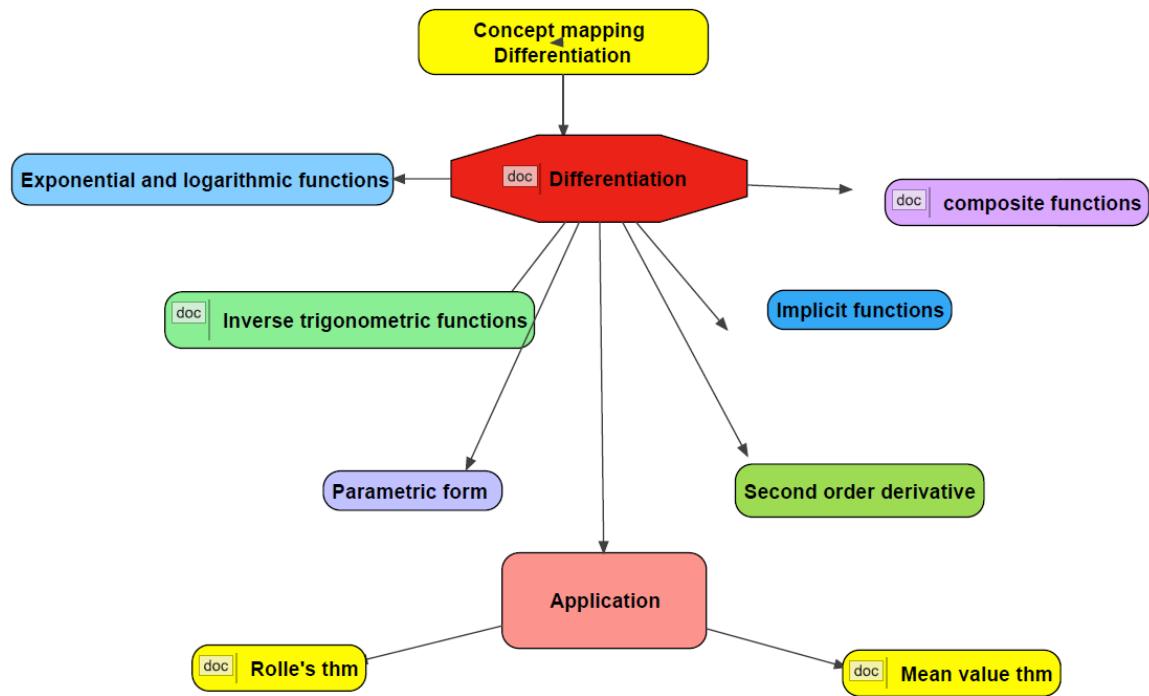 Concept mapping
Differentiation
doc Differentiation
Exponential and logarithmic functions
doc composite functions
doc Inverse trigonometric functions
Implicit functions
Parametric form
Second order derivative
Application
doc Rolle's thm
doc Mean value thm